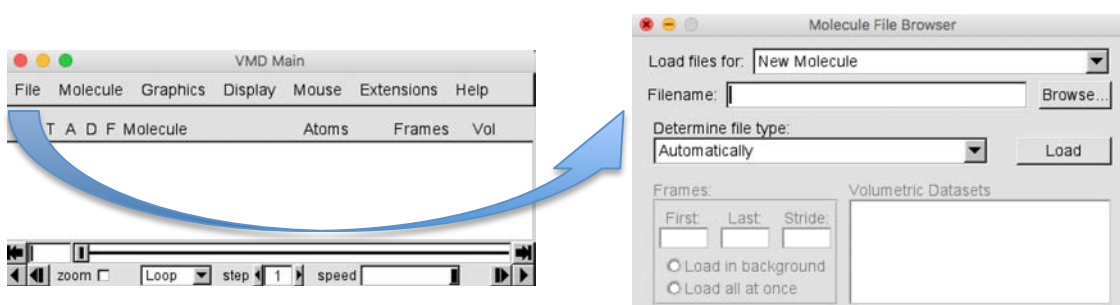 VMD Main
File Molecule Graphics Display Mouse Extensions Help
T A D F Molecule Atoms Frames Vol
zoom Loop step 1 speed
Molecule File Browser
Load files for: New Molecule
Filename: Browse...
Determine file type:
Automatically Load
Frames: Volumetric Datasets
First: Last: Stride:
Load in background
Load all at once